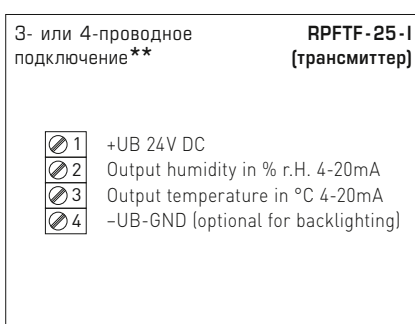 3- или 4-проводное RPFTF-25-I
подключение** (трансмиттер)
1 +UB 24V DC
2 Output humidity in % r.H. 4-20mA
3 Output temperature in °C 4-20mA
4 –UB-GND (optional for backlighting)